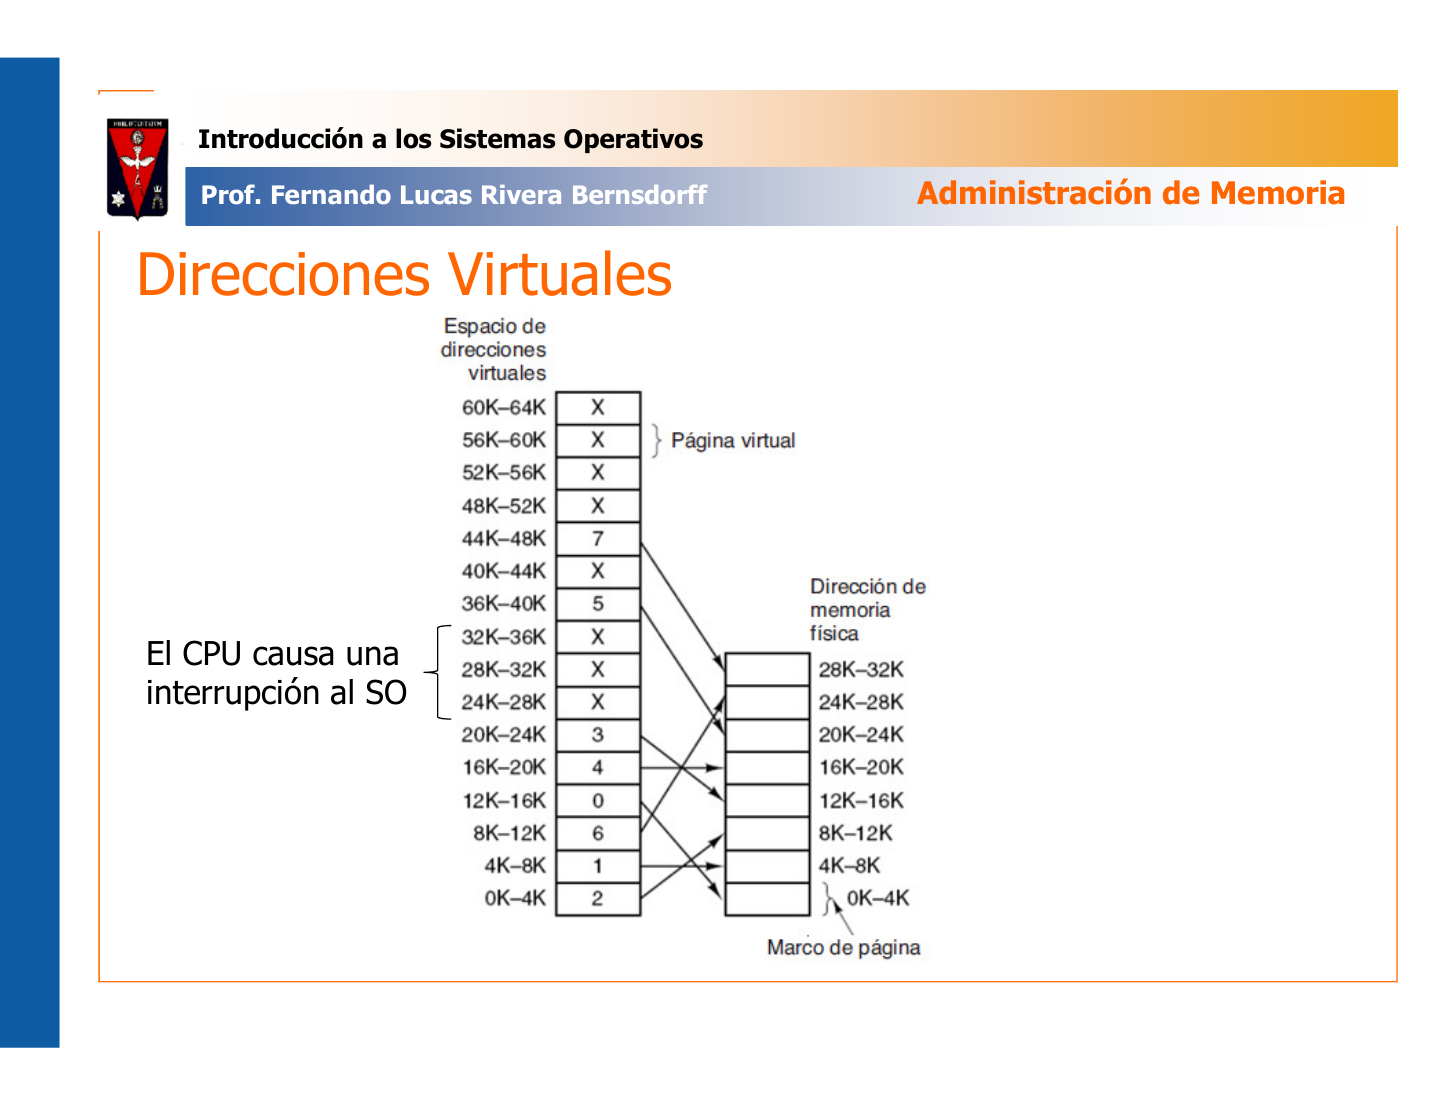 Introducción a los Sistemas Operativos
Prof. Fernando Lucas Rivera Bernsdorff
Administración de Memoria
Direcciones Virtuales
Espacio de
direcciones
virtuales
60K–64K X
56K–60K X Página virtual
52K–56K X
48K–52K X
44K–48K 7
40K–44K X
36K–40K 5
32K–36K X
28K–32K X
24K–28K X
20K–24K 3
16K–20K 4
12K–16K 0
8K–12K 6
4K–8K 1
0K–4K 2
El CPU causa una
interrupción al SO
Dirección de
memoria
física
28K–32K
24K–28K
20K–24K
16K–20K
12K–16K
8K–12K
4K–8K
0K–4K
Marco de página